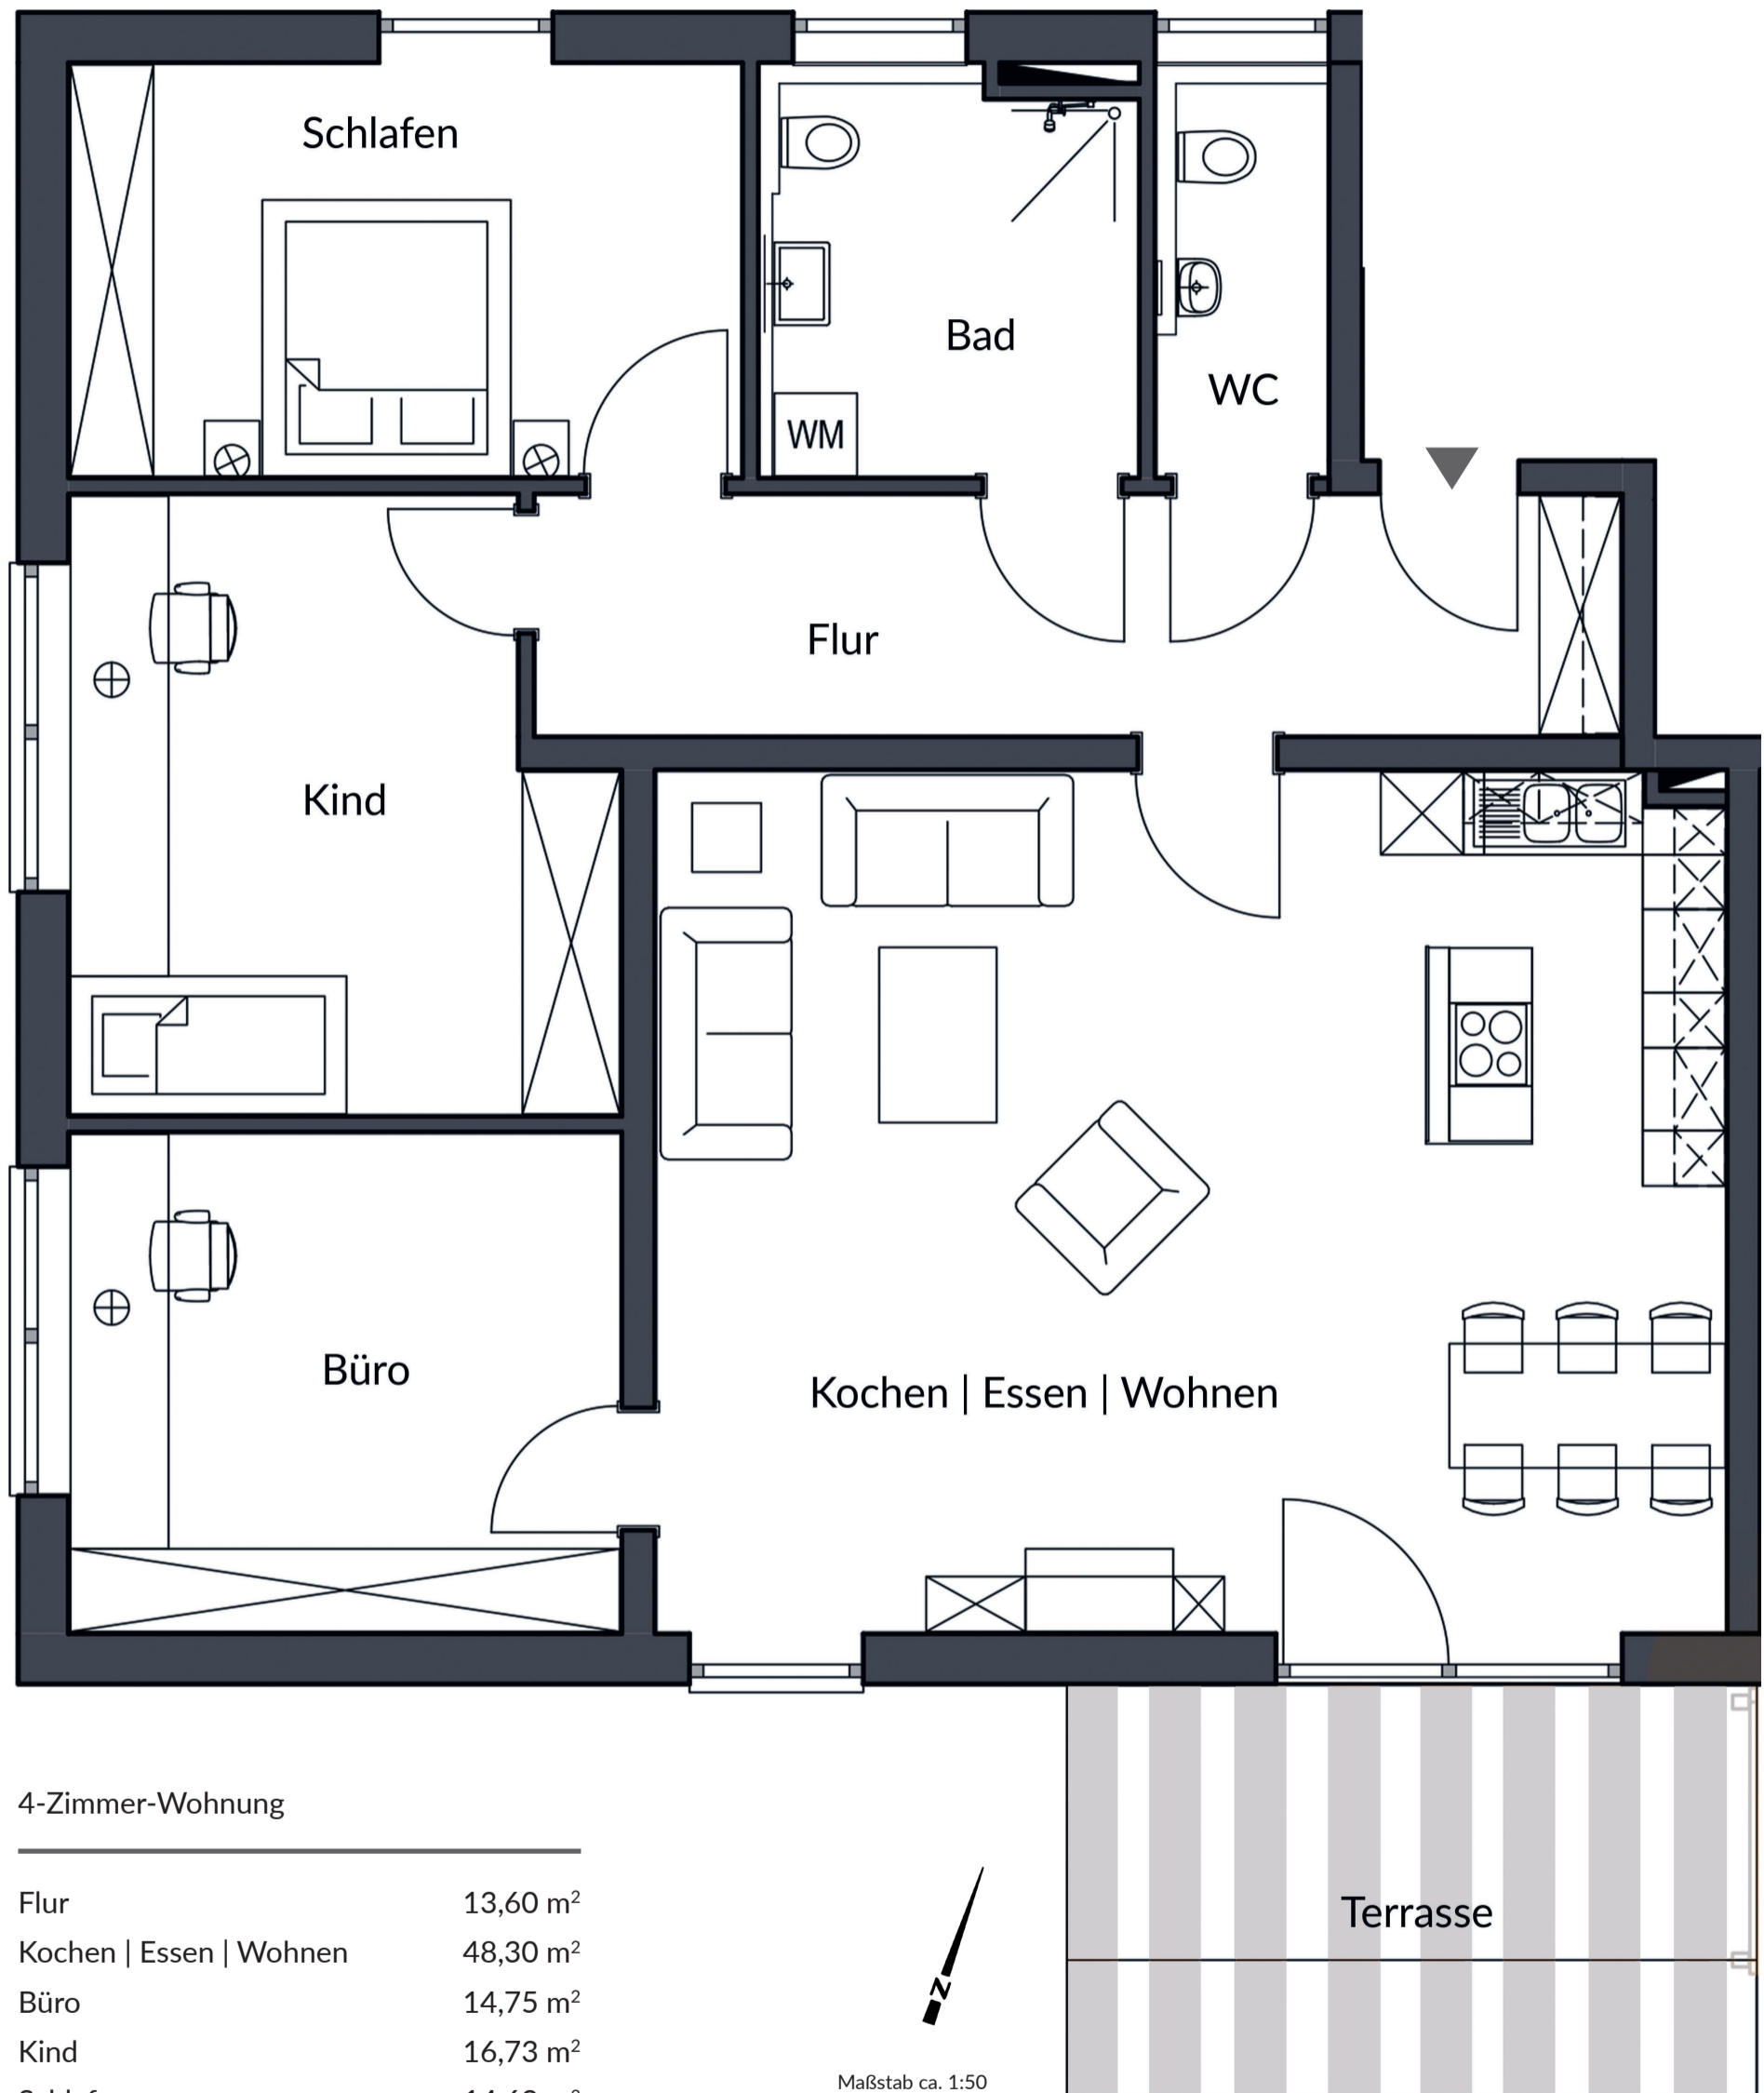 Schlafen
Bad
WC
WM
Flur
Kind
Büro
Kochen | Essen | Wohnen
4-Zimmer-Wohnung
Flur 13,60 m²
Kochen | Essen | Wohnen 48,30 m²
Büro 14,75 m²
Kind 16,73 m²
N
Maßstab ca. 1:50
Terrasse